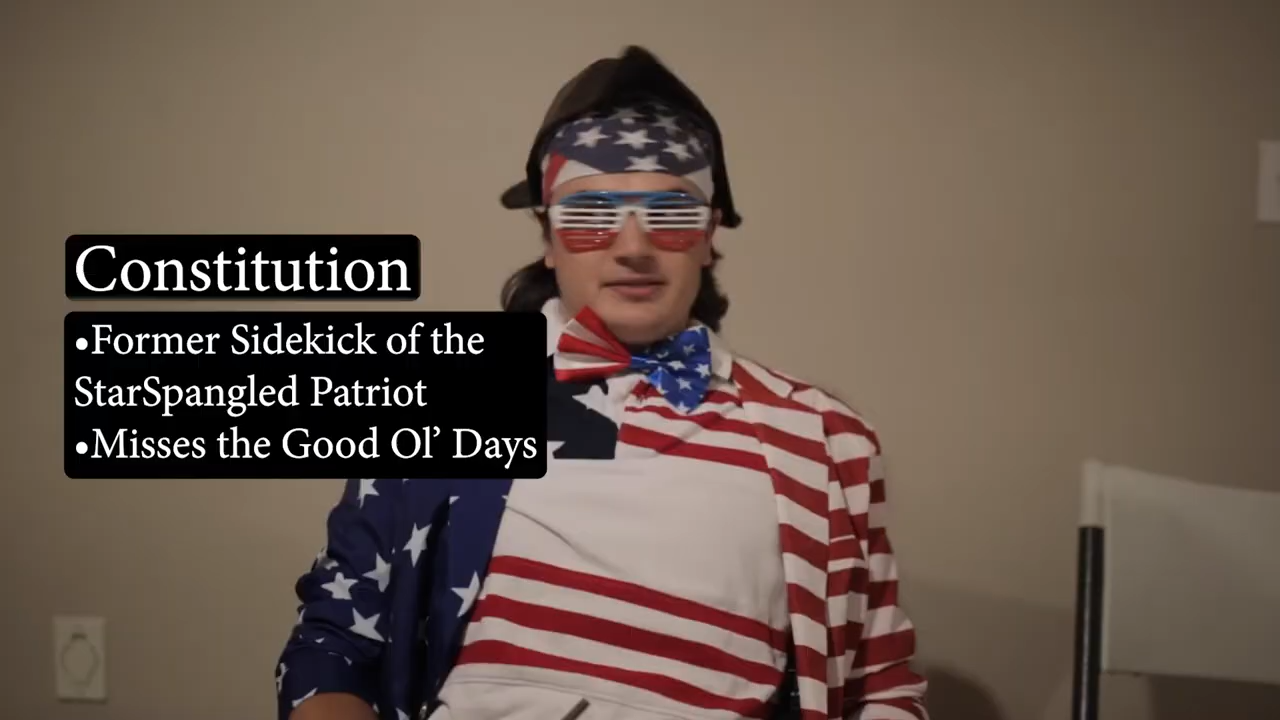 Constitution
•Former Sidekick of the
StarSpangled Patriot
•Misses the Good Ol’ Days